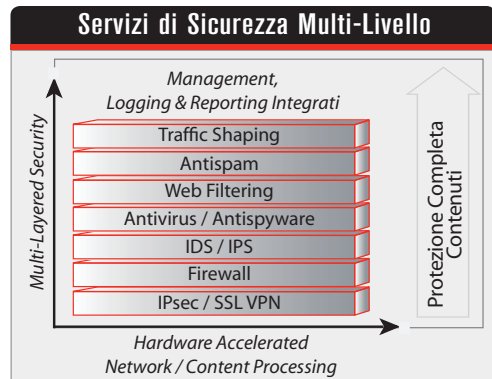 Servizi di Sicurezza Multi-Livello
Management,
Logging & Reporting Integrati
Multi-Layered Security
Traffic Shaping
Antispam
Web Filtering
Antivirus / Antispyware
IDS / IPS
Firewall
IPsec / SSL VPN
Protezione Completa
Contenuti
Hardware Accelerated
Network / Content Processing